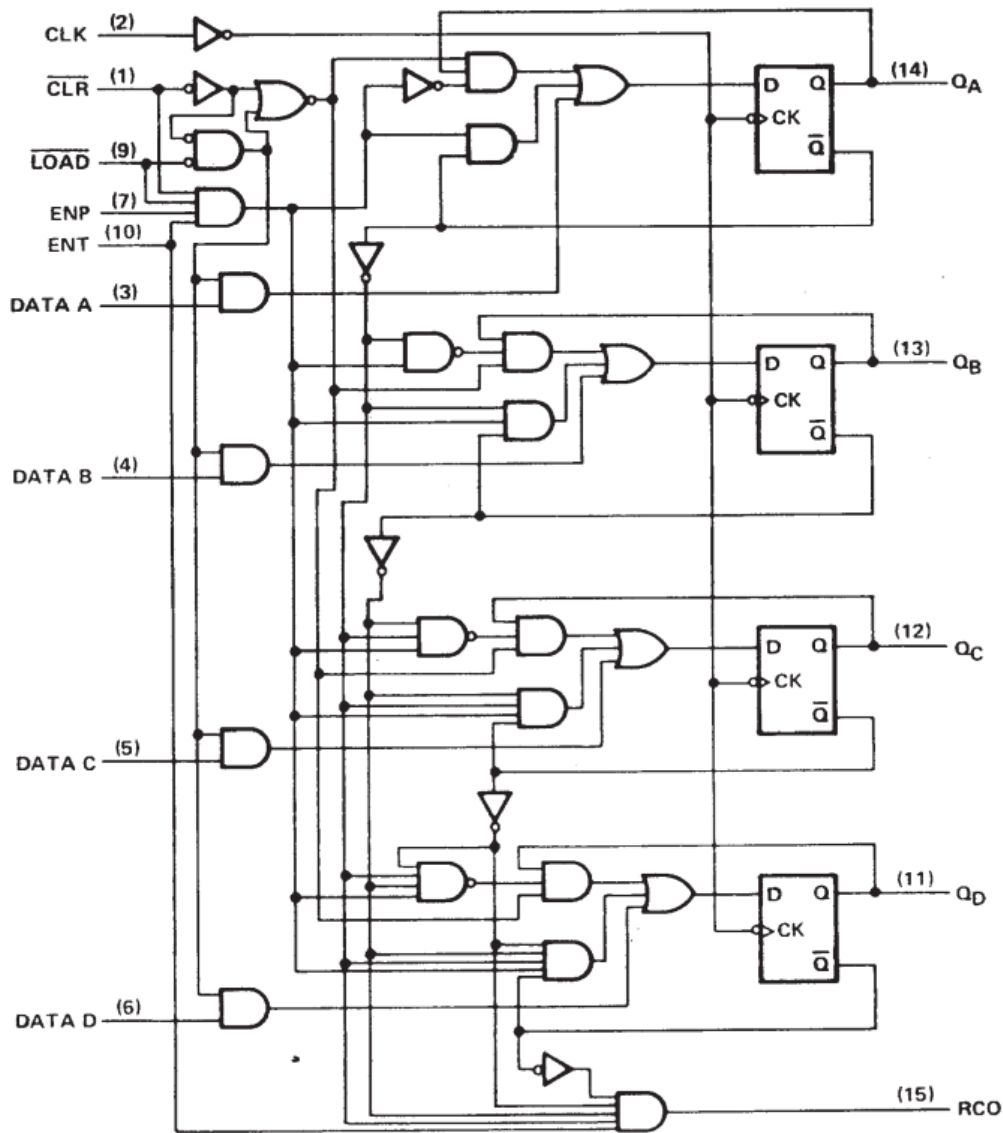 CLK (2)
CLR (1)
LOAD (9)
ENP (7)
ENT (10)
D Q (14) QA
CK
Q
DATA A (3)
D Q (13) QB
CK
Q
DATA B (4)
D Q (12) QC
CK
Q
DATA C (5)
D Q (11) QD
CK
Q
DATA D (6)
(15) RCO